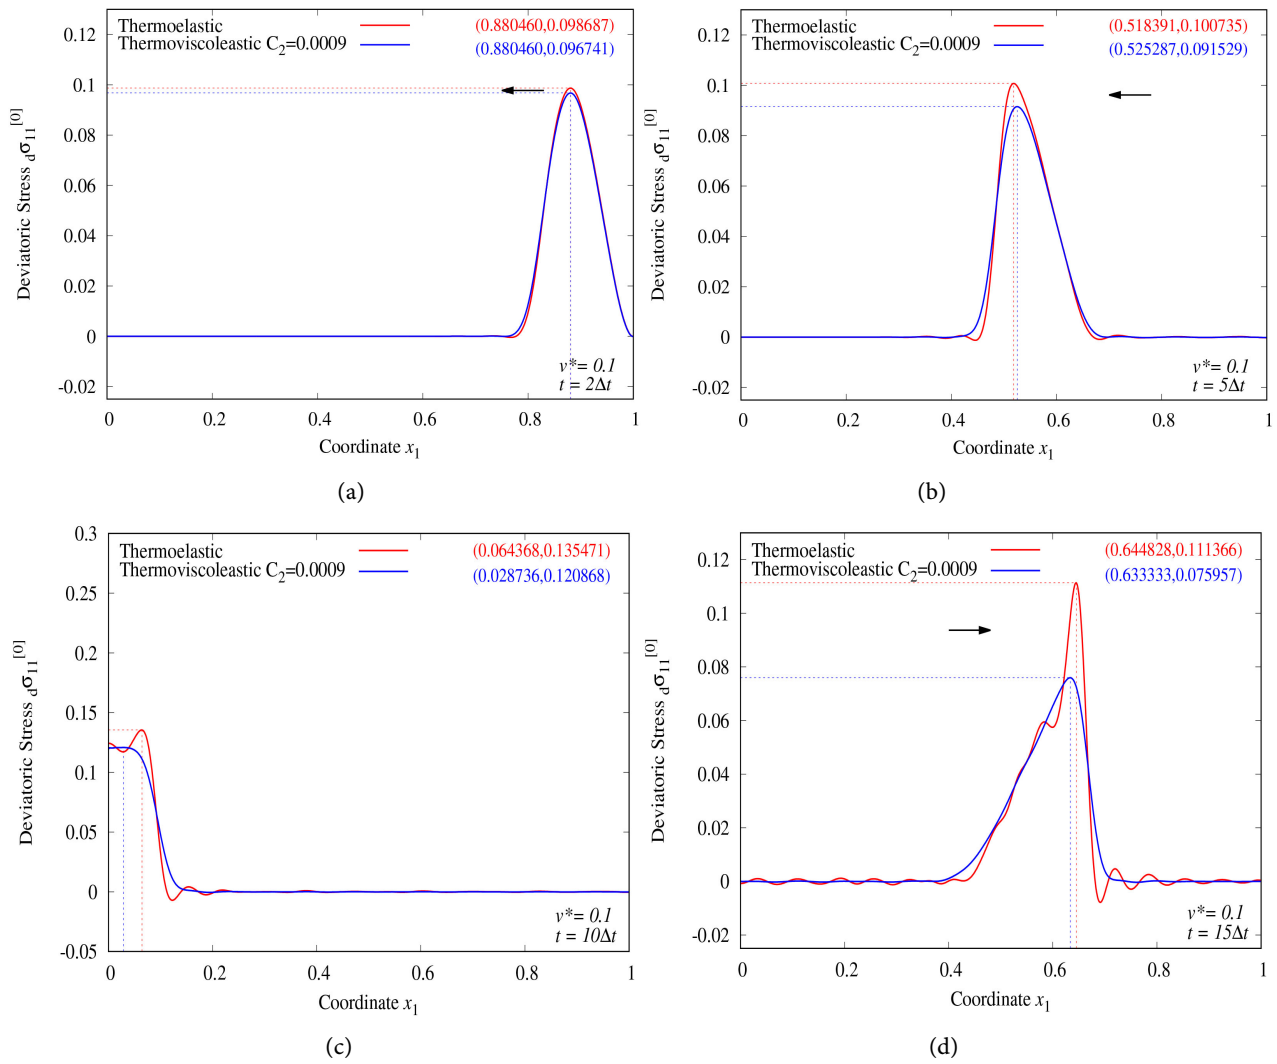 0.12
0.1
0.08
0.06
0.04
0.02
0
-0.02
Deviatoric Stress dσ11[0]
Thermoelastic
Thermoviscoleastic C2=0.0009
(0.880460,0.098687)
(0.880460,0.096741)
v*= 0.1
t = 2Δt
0 0.2 0.4 0.6 0.8 1
Coordinate x1
(a)
0.12
0.1
0.08
0.06
0.04
0.02
0
-0.02
Deviatoric Stress dσ11[0]
Thermoelastic
Thermoviscoleastic C2=0.0009
(0.518391,0.100735)
(0.525287,0.091529)
v*= 0.1
t = 5Δt
0 0.2 0.4 0.6 0.8 1
Coordinate x1
(b)
0.3
0.25
0.2
0.15
0.1
0.05
0
-0.05
Deviatoric Stress dσ11[0]
Thermoelastic
Thermoviscoleastic C2=0.0009
(0.064368,0.135471)
(0.028736,0.120868)
v*= 0.1
t = 10Δt
0 0.2 0.4 0.6 0.8 1
Coordinate x1
(c)
0.12
0.1
0.08
0.06
0.04
0.02
0
-0.02
Deviatoric Stress dσ11[0]
Thermoelastic
Thermoviscoleastic C2=0.0009
(0.644828,0.111366)
(0.633333,0.075957)
v*= 0.1
t = 15Δt
0 0.2 0.4 0.6 0.8 1
Coordinate x1
(d)